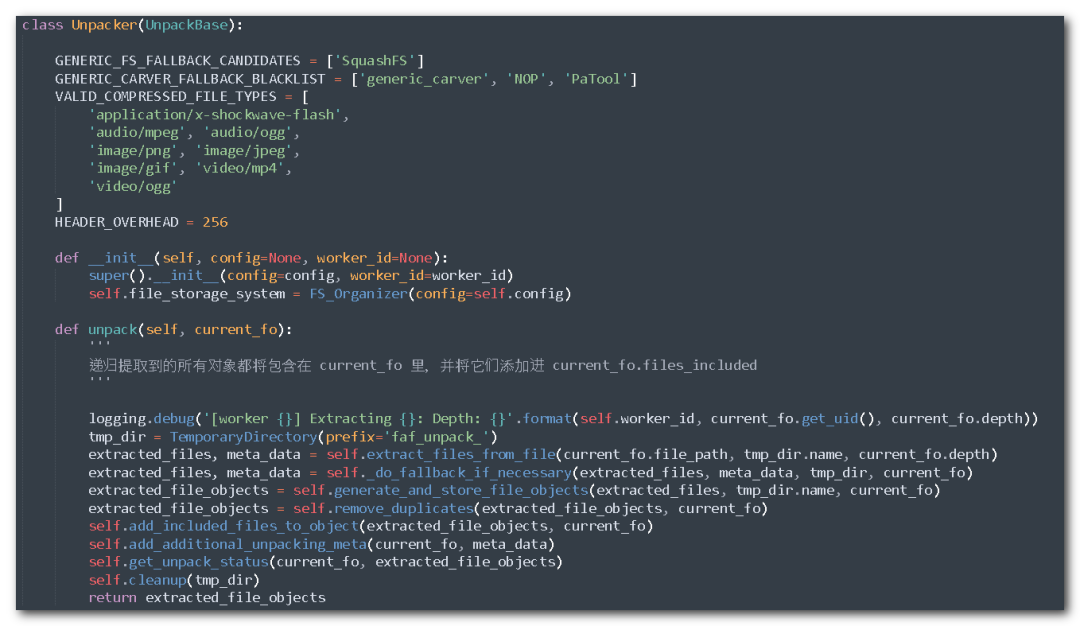 class Unpacker(UnpackBase):
GENERIC_FS_FALLBACK_CANDIDATES = ['SquashFS']
GENERIC_CARVER_FALLBACK_BLACKLIST = ['generic_carver', 'NOP', 'PaTool']
VALID_COMPRESSED_FILE_TYPES = [
'application/x-shockwave-flash',
'audio/mpeg', 'audio/ogg',
'image/png', 'image/jpeg',
'image/gif', 'video/mp4',
'video/ogg'
]
HEADER_OVERHEAD = 256
def __init__(self, config=None, worker_id=None):
super().__init__(config=config, worker_id=worker_id)
self.file_storage_system = FS_Organizer(config=self.config)
def unpack(self, current_fo):
'''
递归提取到的所有对象都将包含在 current_fo 里, 并将它们添加进 current_fo.files_included
'''
logging.debug('[worker {}] Extracting {}: Depth: {}'.format(self.worker_id, current_fo.get_uid(), current_fo.depth))
tmp_dir = TemporaryDirectory(prefix='faf_unpack_')
extracted_files, meta_data = self.extract_files_from_file(current_fo.file_path, tmp_dir.name, current_fo.depth)
extracted_files, meta_data = self._do_fallback_if_necessary(extracted_files, meta_data, tmp_dir, current_fo)
extracted_file_objects = self.generate_and_store_file_objects(extracted_files, tmp_dir.name, current_fo)
extracted_file_objects = self.remove_duplicates(extracted_file_objects, current_fo)
self.add_included_files_to_object(extracted_file_objects, current_fo)
self.add_additional_unpacking_meta(current_fo, meta_data)
self.get_unpack_status(current_fo, extracted_file_objects)
self.cleanup(tmp_dir)
return extracted_file_objects